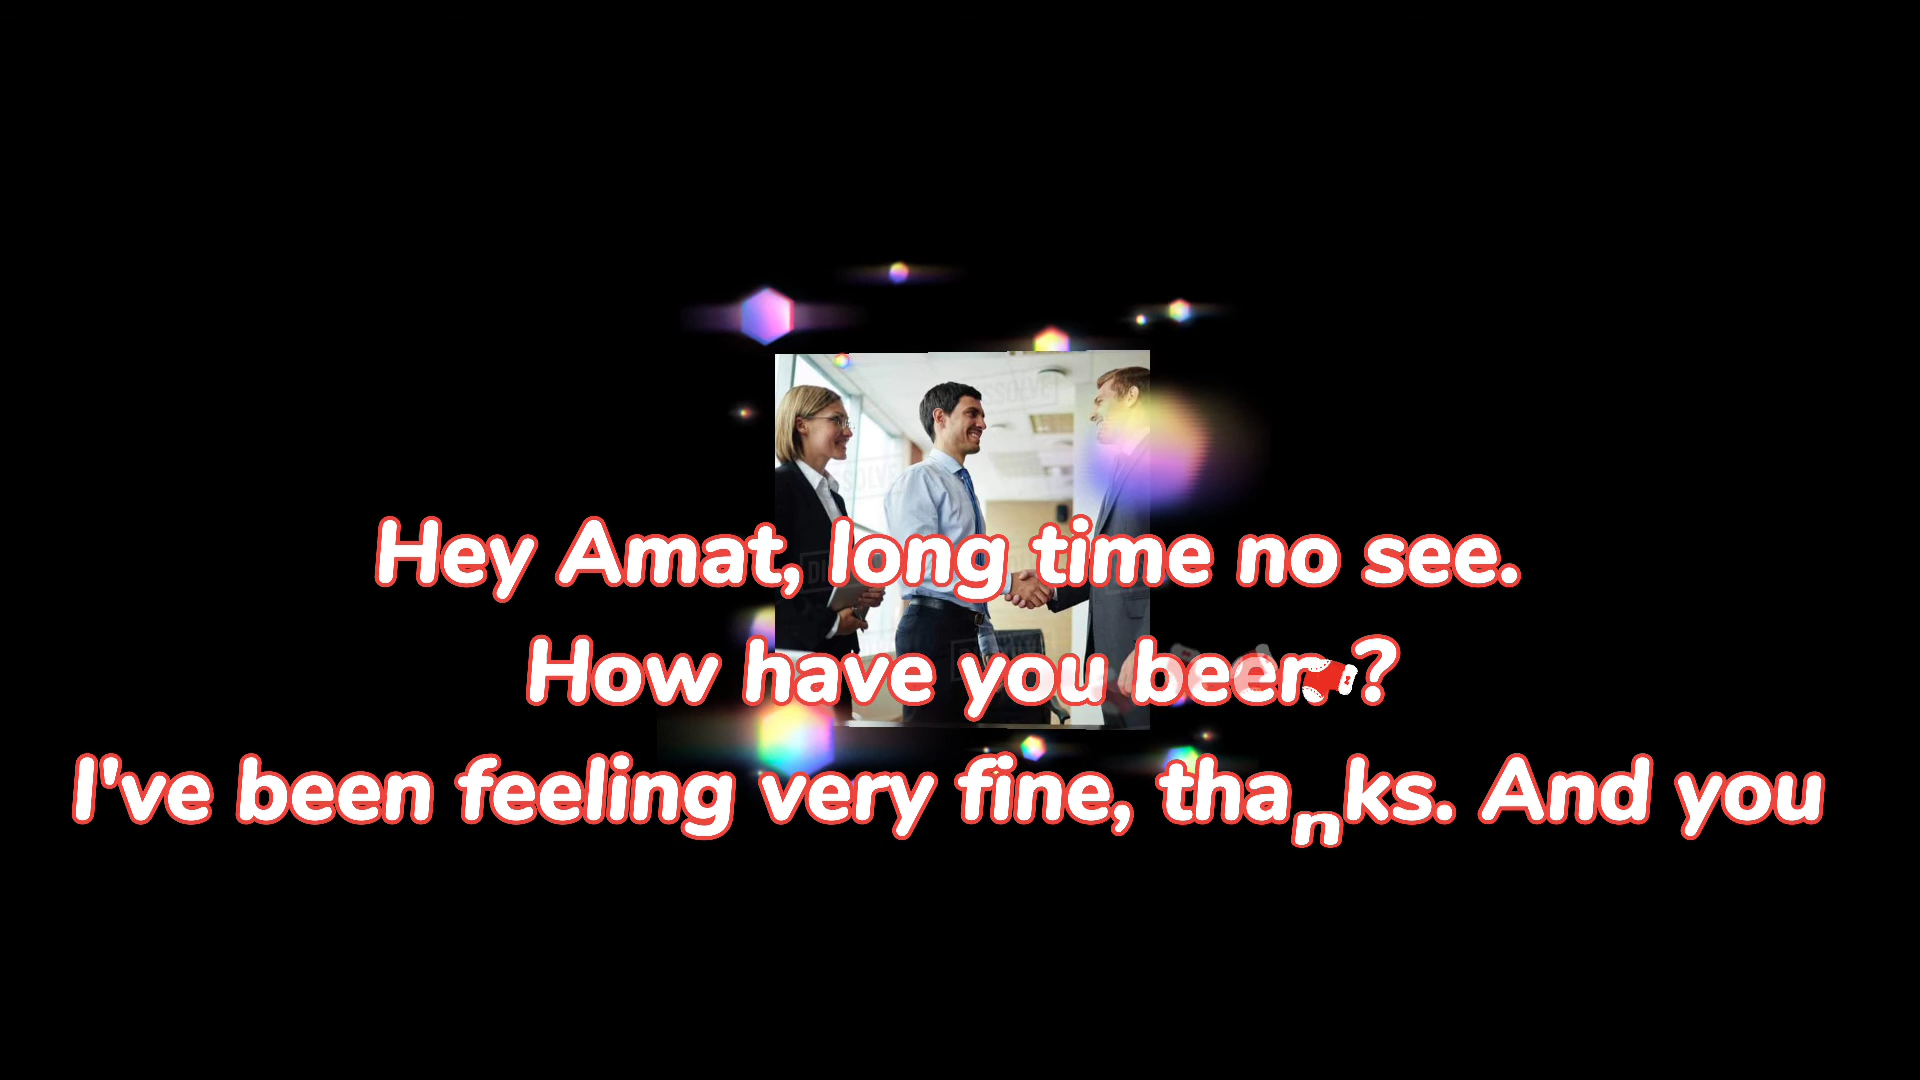 Hey Amat, long time no see.
How have you been?
I've been feeling very fine, thanks. And you